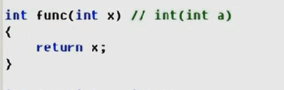 int func(int x) // int(int a)
{
    return x;
}